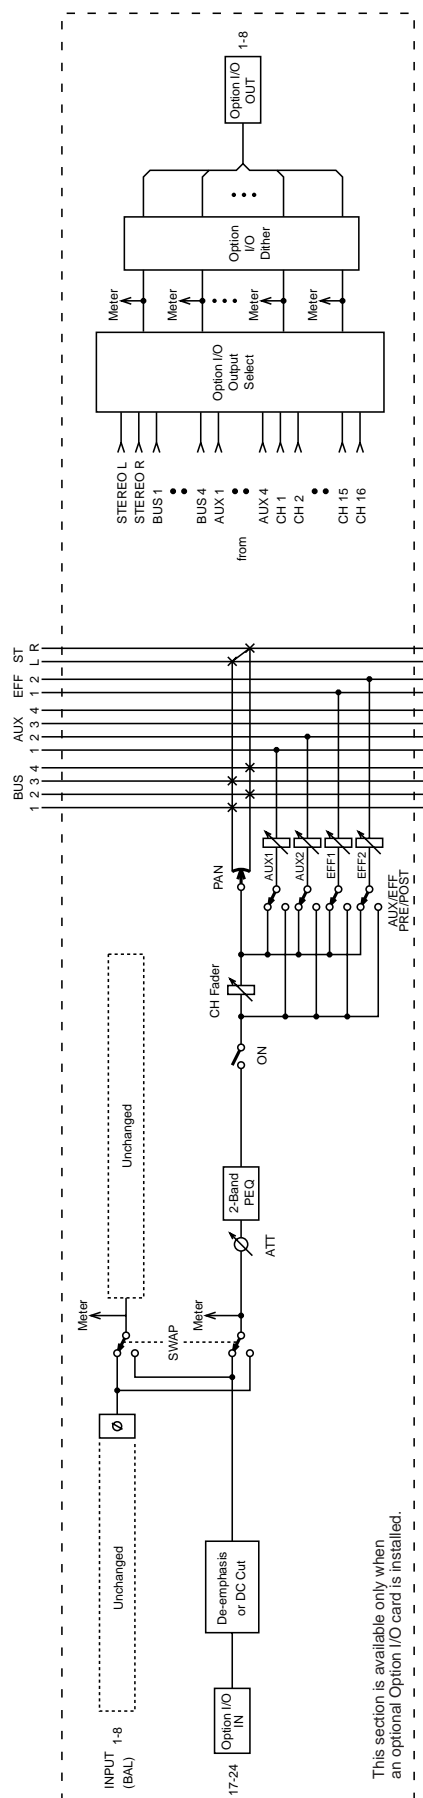 INPUT 1-8
(BAL)
Unchanged
Ø
Meter
SWAP
Unchanged
17-24
Option I/O
IN
De-emphasis
or DC Cut
Meter
ATT
2-Band
PEQ
ON
CH Fader
PAN
AUX1
AUX2
EFF1
EFF2
AUX/EFF
PRE/POST
BUS
1 2 3 4
AUX
1 2 3 4
EFF
1 2
ST
L R
from
STEREO L
STEREO R
BUS 1
BUS 4
AUX 1
AUX 4
CH 1
CH 2
CH 15
CH 16
Option I/O
Output
Select
Meter
Meter
Meter
Meter
Option
I/O
Dither
Option I/O
OUT
1-8
This section is available only when
an optional Option I/O card is installed.